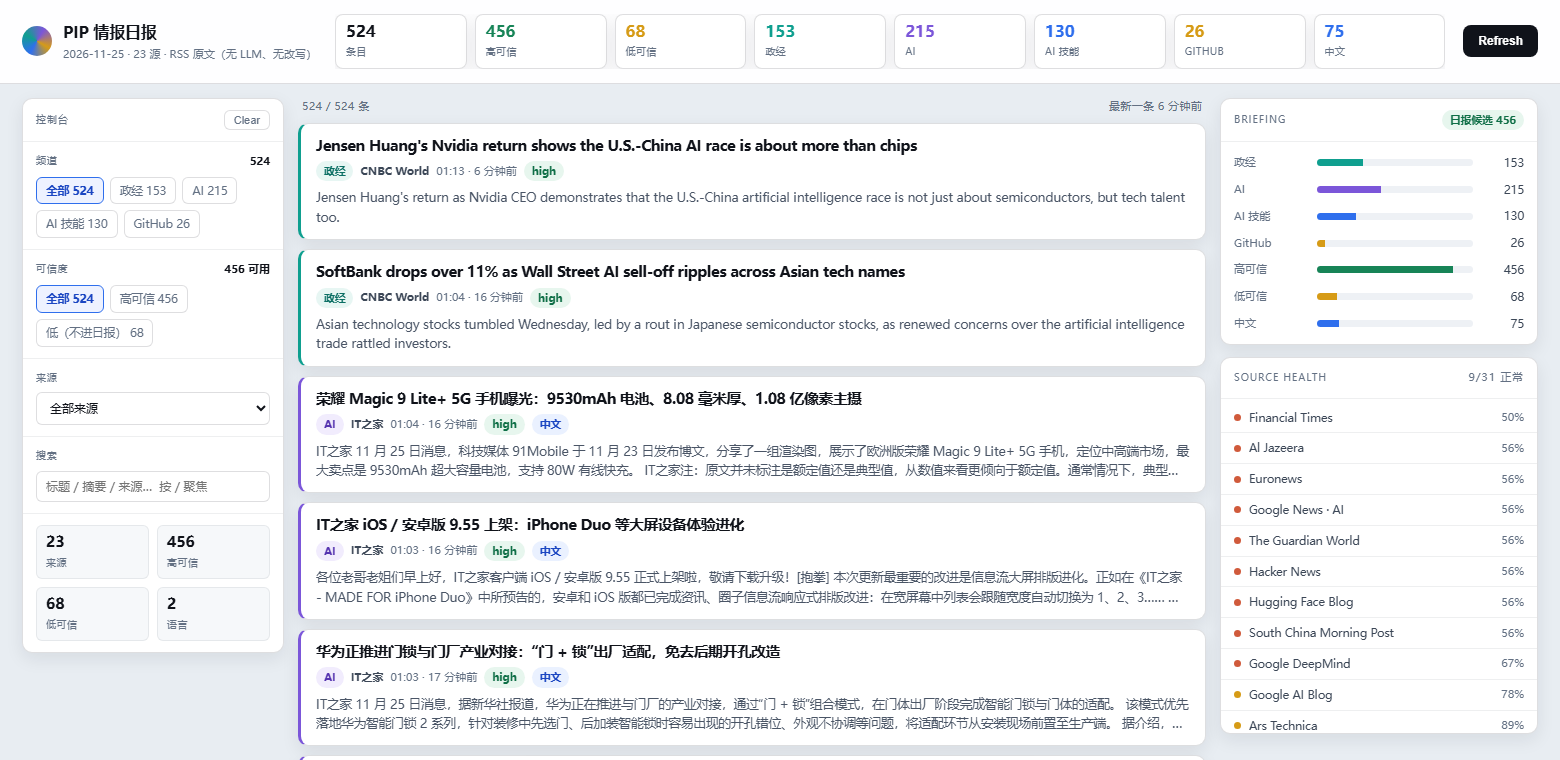 PIP 情报日报
2026-11-25 · 23 源 · RSS 原文（无 LLM、无改写）
524
条目
456
高可信
68
低可信
153
政经
215
AI
130
AI 技能
26
GITHUB
75
中文
Refresh
控制台
Clear
频道
524
全部 524
政经 153
AI 215
AI 技能 130
GitHub 26
可信度
456 可用
全部 524
高可信 456
低（不进日报） 68
来源
全部来源
搜索
标题 / 摘要 / 来源… 按 / 聚焦
23
来源
456
高可信
68
低可信
2
语言
524 / 524 条
最新一条 6 分钟前
Jensen Huang's Nvidia return shows the U.S.-China AI race is about more than chips
政经 CNBC World 01:13 · 6 分钟前 high
Jensen Huang's return as Nvidia CEO demonstrates that the U.S.-China artificial intelligence race is not just about semiconductors, but tech talent
too.
SoftBank drops over 11% as Wall Street AI sell-off ripples across Asian tech names
政经 CNBC World 01:04 · 16 分钟前 high
Asian technology stocks tumbled Wednesday, led by a rout in Japanese semiconductor stocks, as renewed concerns over the artificial intelligence
trade rattled investors.
荣耀 Magic 9 Lite+ 5G 手机曝光：9530mAh 电池、8.08 毫米厚、1.08 亿像素主摄
AI IT之家 01:04 · 16 分钟前 high 中文
IT之家 11 月 25 日消息，科技媒体 91Mobile 于 11 月 23 日发布博文，分享了一组渲染图，展示了欧洲版荣耀 Magic 9 Lite+ 5G 手机，定位中高端市场，最
大卖点是 9530mAh 超大容量电池，支持 80W 有线快充。 IT之家注：原文并未标注是额定值还是典型值，从数值来看更倾向于额定值。通常情况下，典型…
IT之家 iOS / 安卓版 9.55 上架：iPhone Duo 等大屏设备体验进化
AI IT之家 01:03 · 16 分钟前 high 中文
各位老哥老姐们早上好，IT之家客户端 iOS / 安卓版 9.55 正式上架啦，敬请下载升级！[抱拳] 本次更新最重要的改进是信息流大屏排版进化。正如在《IT之家
- MADE FOR iPhone Duo》中所预告的，安卓和 iOS 版都已完成资讯、圈子信息流响应式排版改进：在宽屏幕中列表会跟随宽度自动切换为 1、2、3…… …
华为正推进门锁与门厂产业对接：“门 + 锁”出厂适配，免去后期开孔改造
AI IT之家 01:03 · 17 分钟前 high 中文
IT之家 11 月 25 日消息，据新华社报道，华为正在推进与门厂的产业对接，通过“门 + 锁”组合模式，在门体出厂阶段完成智能门锁与门体的适配。 该模式优先
落地华为智能门锁 2 系列，针对装修中先选门、后加装智能锁时容易出现的开孔错位、外观不协调等问题，将适配环节从安装现场前置至生产端。 据介绍，…
BRIEFING
日报候选 456
政经 153
AI 215
AI 技能 130
GitHub 26
高可信 456
低可信 68
中文 75
SOURCE HEALTH
9/31 正常
Financial Times 50%
Al Jazeera 56%
Euronews 56%
Google News · AI 56%
The Guardian World 56%
Hacker News 56%
Hugging Face Blog 56%
South China Morning Post 56%
Google DeepMind 67%
Google AI Blog 78%
Ars Technica 89%